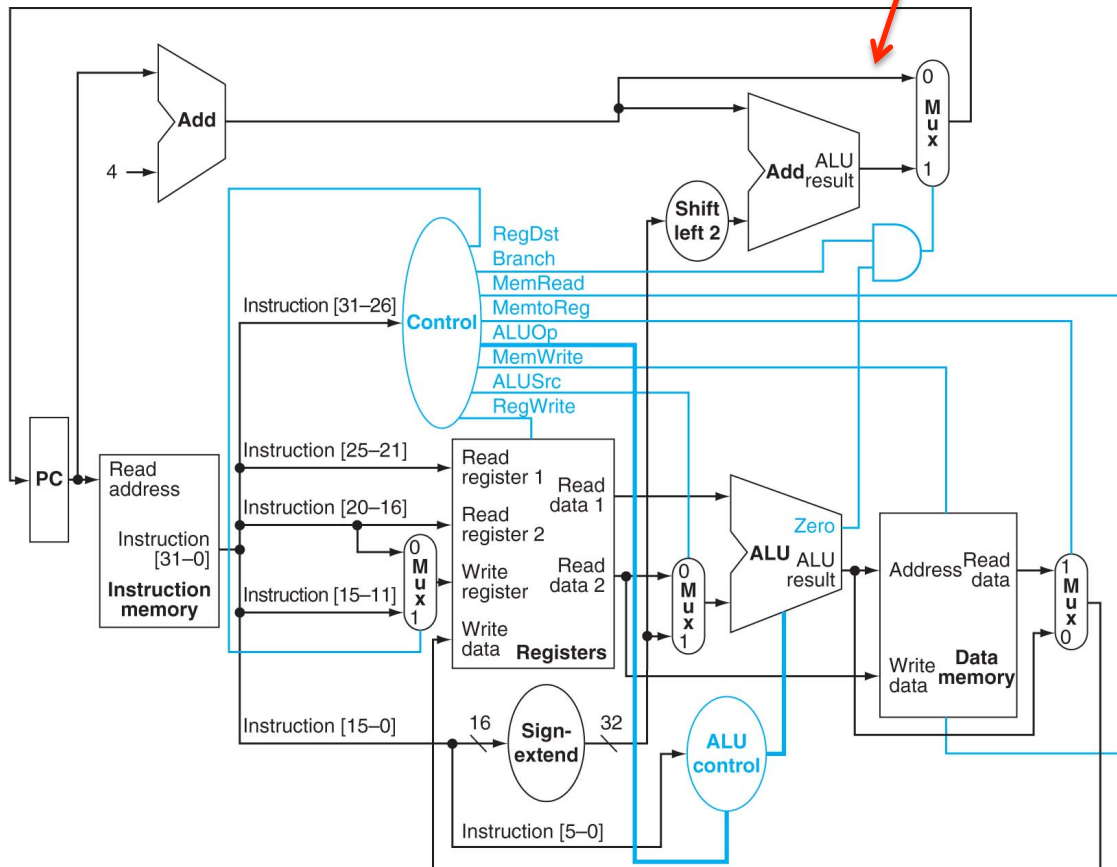 0
M
u
x
1
Add
4
Add
ALU
result
Shift
left 2
RegDst
Branch
MemRead
MemtoReg
ALUOp
MemWrite
ALUSrc
RegWrite
Control
Instruction [31–26]
PC
Read
address
Instruction
[31–0]
Instruction
memory
Instruction [25–21]
Instruction [20–16]
Instruction [15–11]
0
M
u
x
1
Read
register 1
Read
register 2
Write
register
Write
data
Read
data 1
Read
data 2
Registers
0
M
u
x
1
Zero
ALU
ALU
result
Address
Read
data
Write
data
Data
memory
1
M
u
x
0
Instruction [15–0]
16
Sign-
extend
32
ALU
control
Instruction [5–0]